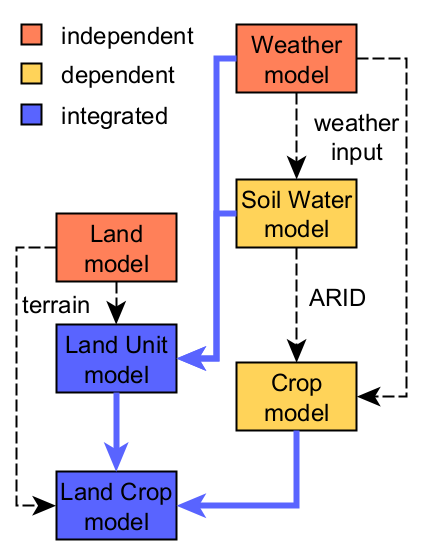 independent
dependent
integrated
Weather
model
weather
input
Soil Water
model
Land
model
terrain
ARID
Land Unit
model
Crop
model
Land Crop
model